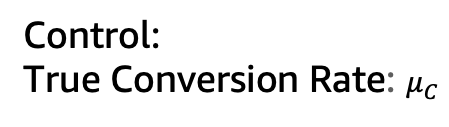 Control:
True Conversion Rate: μ_C